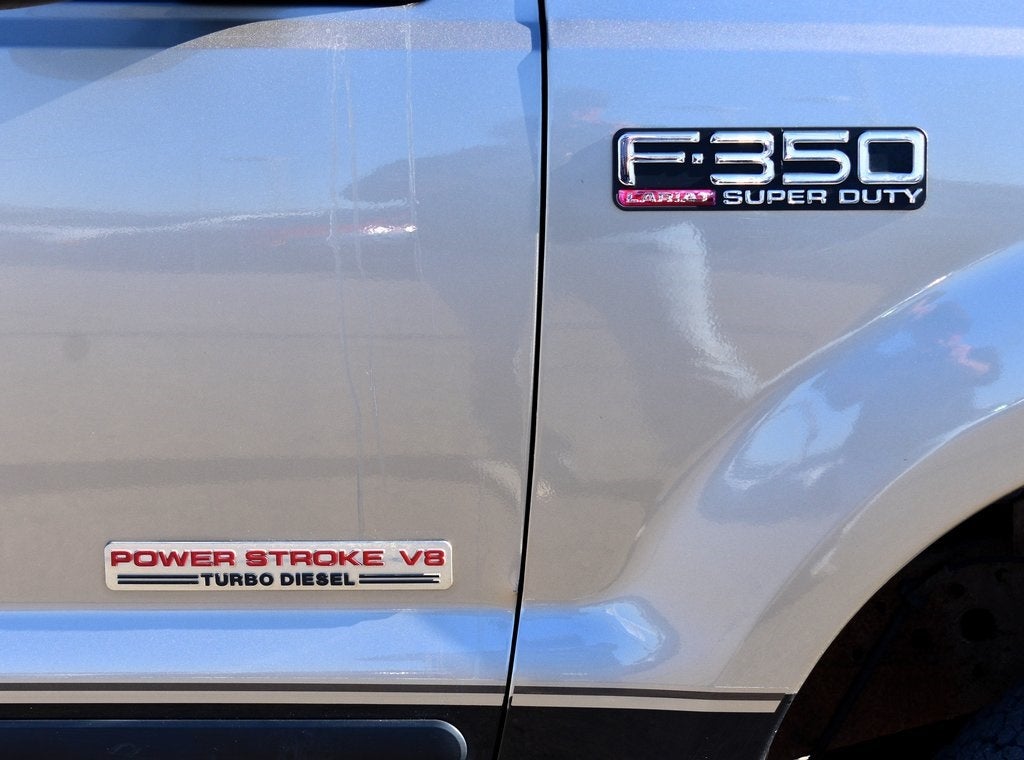 F-350
LARIAT SUPER DUTY
POWER STROKE V8
TURBO DIESEL